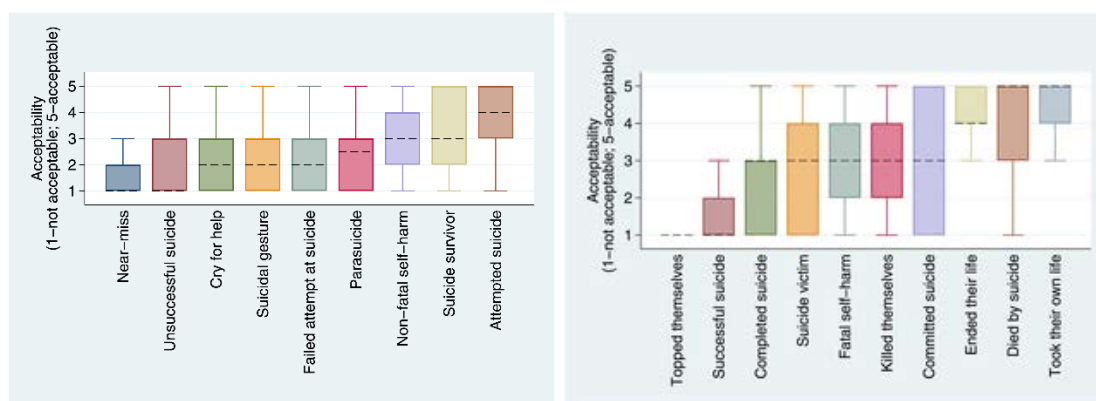 Acceptability
(1−not acceptable; 5−acceptable)
5
4
3
2
1
Near−miss
Unsuccessful suicide
Cry for help
Suicidal gesture
Failed attempt at suicide
Parasuicide
Non−fatal self−harm
Suicide survivor
Attempted suicide
Acceptability
(1−not acceptable; 5−acceptable)
5
4
3
2
1
Topped themselves
Successful suicide
Completed suicide
Suicide victim
Fatal self−harm
Killed themselves
Committed suicide
Ended their life
Died by suicide
Took their own life